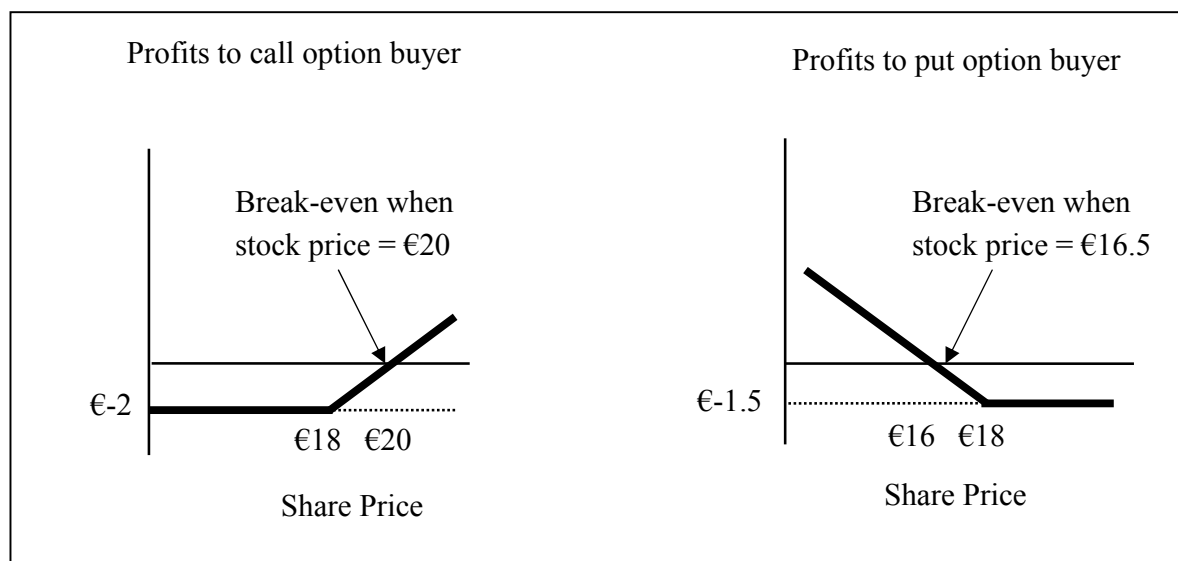 Profits to call option buyer
Break-even when
stock price = €20
€-2
€18
€20
Share Price
Profits to put option buyer
Break-even when
stock price = €16.5
€-1.5
€16
€18
Share Price